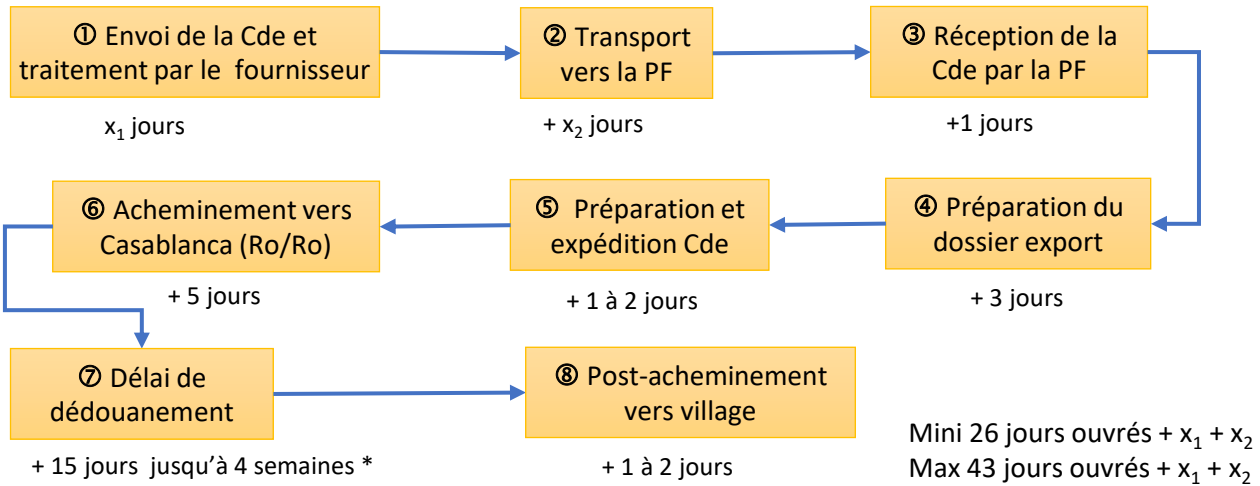 ① Envoi de la Cde et
traitement par le fournisseur
x₁ jours
② Transport
vers la PF
+ x₂ jours
③ Réception de la
Cde par la PF
+1 jours
④ Préparation du
dossier export
+ 3 jours
⑤ Préparation et
expédition Cde
+ 1 à 2 jours
⑥ Acheminement vers
Casablanca (Ro/Ro)
+ 5 jours
⑦ Délai de
dédouanement
+ 15 jours jusqu’à 4 semaines *
⑧ Post-acheminement
vers village
+ 1 à 2 jours
Mini 26 jours ouvrés + x₁ + x₂
Max 43 jours ouvrés + x₁ + x₂